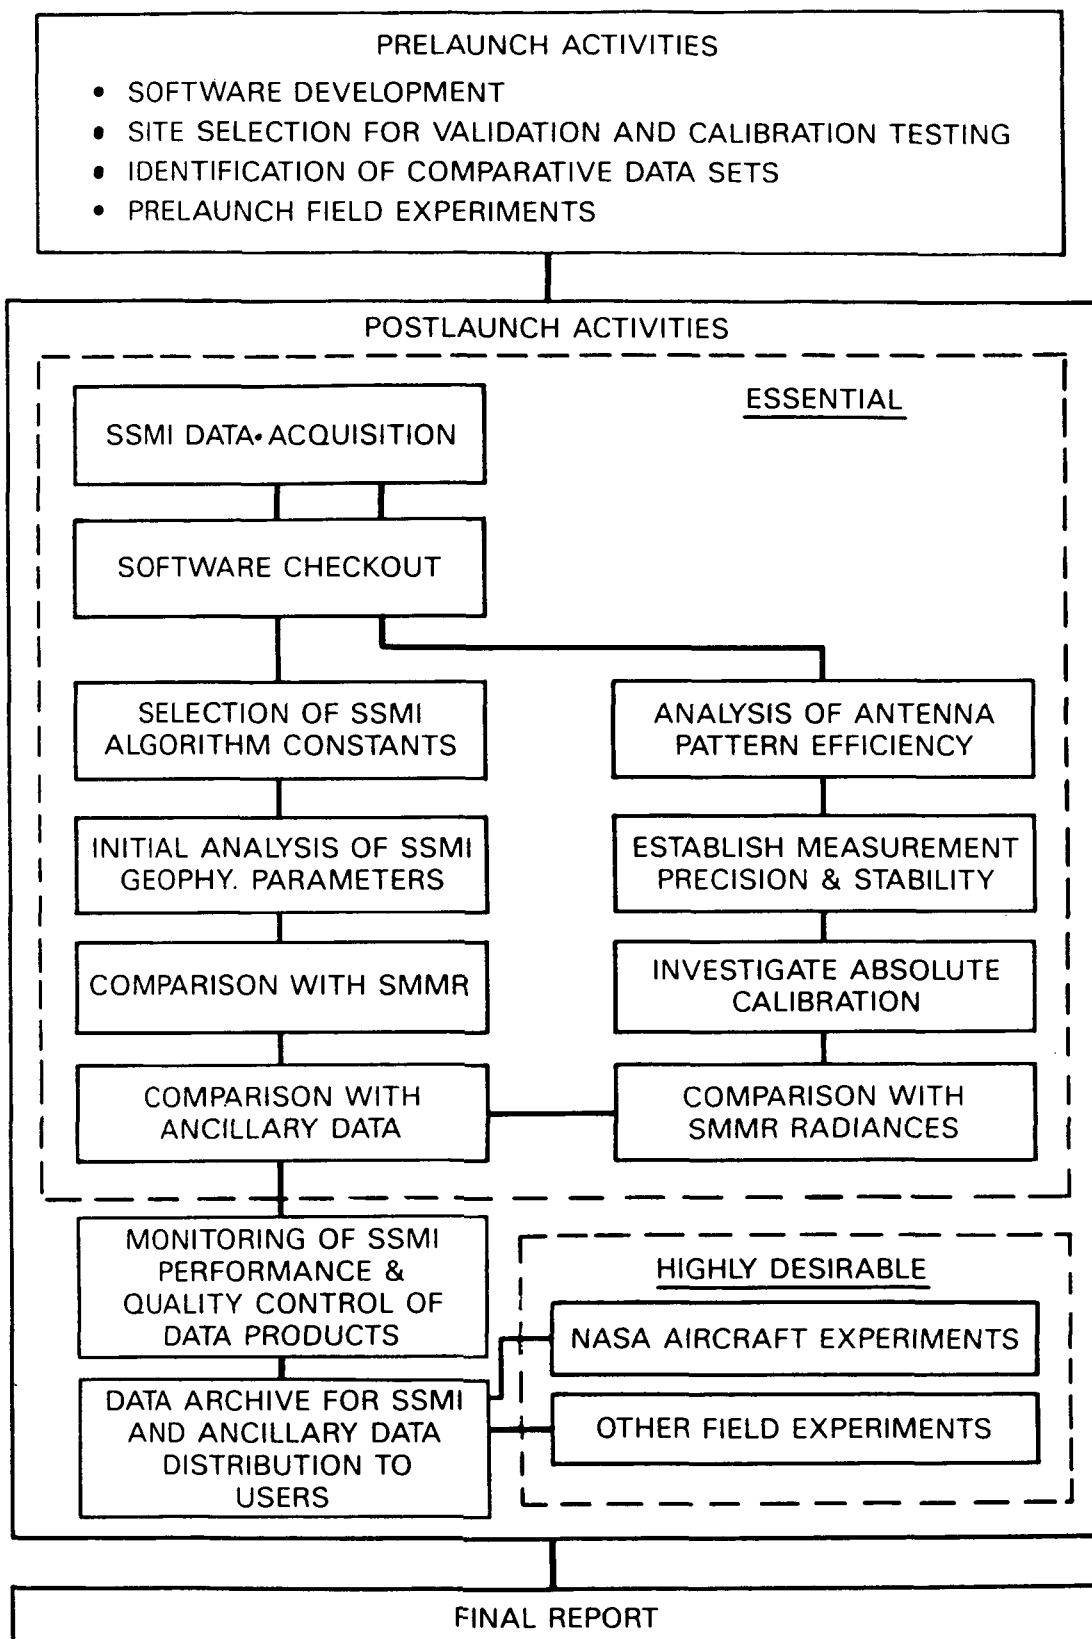 PRELAUNCH ACTIVITIES
• SOFTWARE DEVELOPMENT
• SITE SELECTION FOR VALIDATION AND CALIBRATION TESTING
• IDENTIFICATION OF COMPARATIVE DATA SETS
• PRELAUNCH FIELD EXPERIMENTS
POSTLAUNCH ACTIVITIES
ESSENTIAL
SSMI DATA•ACQUISITION
SOFTWARE CHECKOUT
SELECTION OF SSMI
ALGORITHM CONSTANTS
INITIAL ANALYSIS OF SSMI
GEOPHY. PARAMETERS
COMPARISON WITH SMMR
COMPARISON WITH
ANCILLARY DATA
ANALYSIS OF ANTENNA
PATTERN EFFICIENCY
ESTABLISH MEASUREMENT
PRECISION & STABILITY
INVESTIGATE ABSOLUTE
CALIBRATION
COMPARISON WITH
SMMR RADIANCES
MONITORING OF SSMI
PERFORMANCE &
QUALITY CONTROL OF
DATA PRODUCTS
DATA ARCHIVE FOR SSMI
AND ANCILLARY DATA
DISTRIBUTION TO
USERS
HIGHLY DESIRABLE
NASA AIRCRAFT EXPERIMENTS
OTHER FIELD EXPERIMENTS
FINAL REPORT